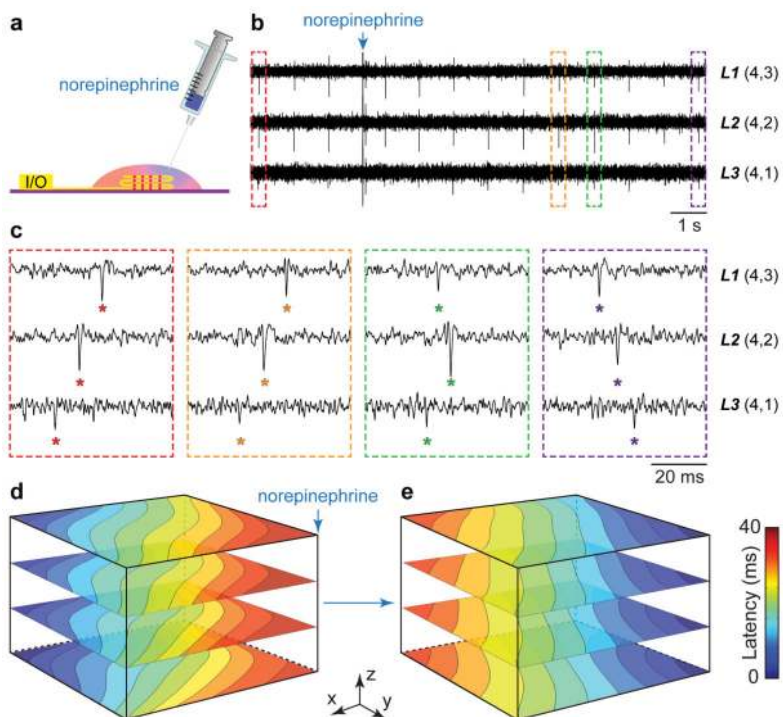 a
norepinephrine
I/O
b
norepinephrine
L1 (4,3)
L2 (4,2)
L3 (4,1)
1 s
c
L1 (4,3)
*
*
*
*
L2 (4,2)
*
*
*
*
L3 (4,1)
*
*
*
*
20 ms
d
norepinephrine
e
x
y
z
40
Latency (ms)
0